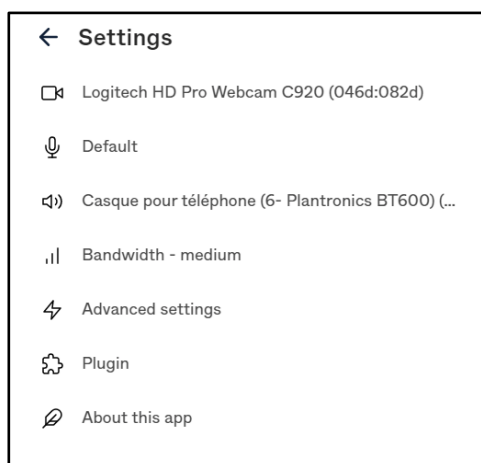 Settings
Logitech HD Pro Webcam C920 (046d:082d)
Default
Casque pour téléphone (6- Plantronics BT600) (...
Bandwidth - medium
Advanced settings
Plugin
About this app